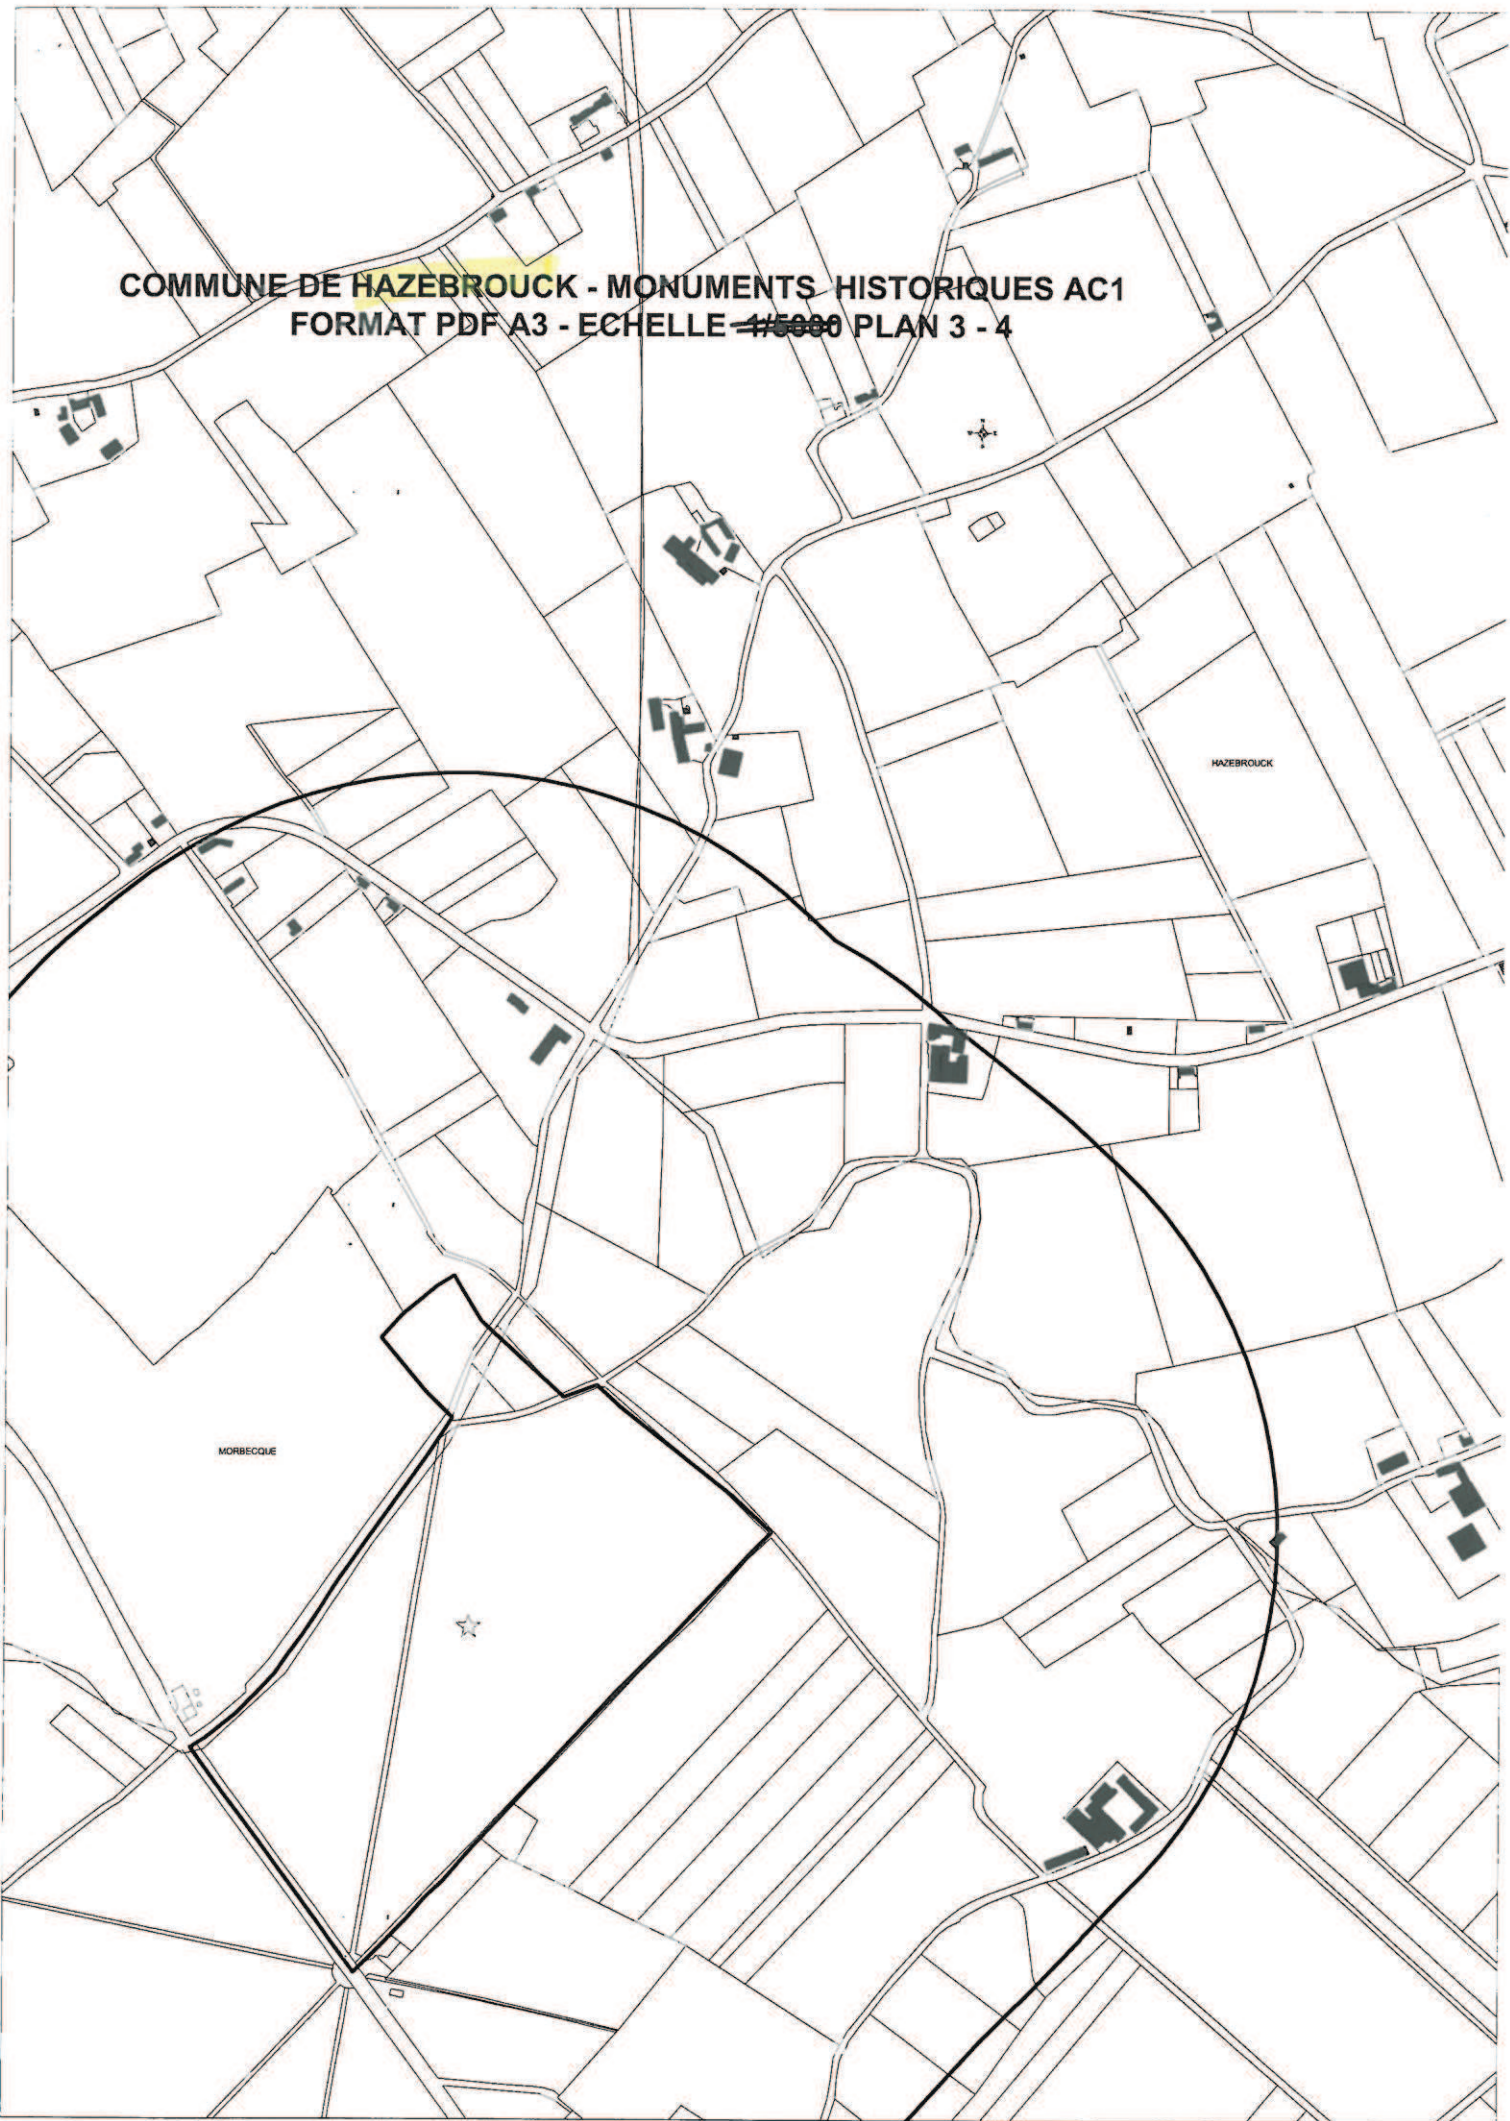 COMMUNE DE HAZEBROUCK - MONUMENTS HISTORIQUES AC1
FORMAT PDF A3 - ECHELLE 1/5000 PLAN 3 - 4
HAZEBROUCK
MORBECQUE